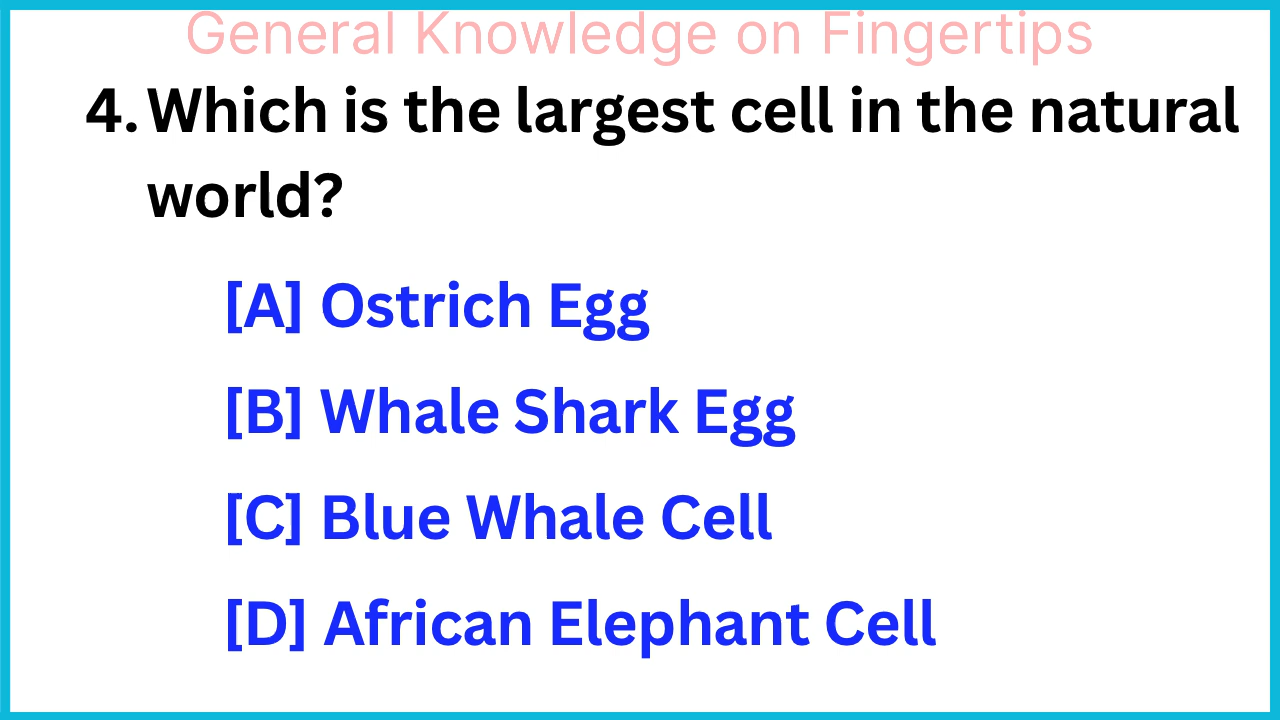 General Knowledge on Fingertips
4. Which is the largest cell in the natural
world?
[A] Ostrich Egg
[B] Whale Shark Egg
[C] Blue Whale Cell
[D] African Elephant Cell